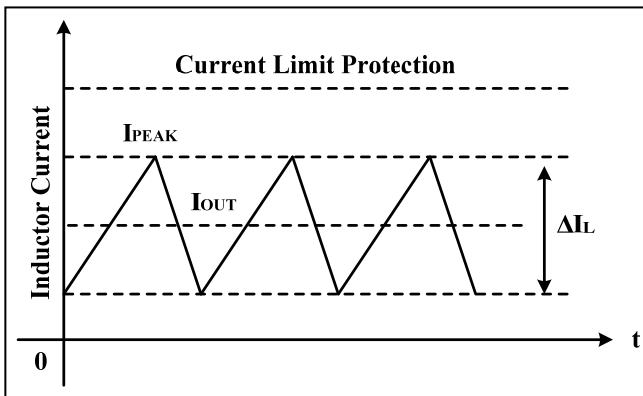 Current Limit Protection
IPEAK
IOUT
Inductor Current
ΔIL
0
t